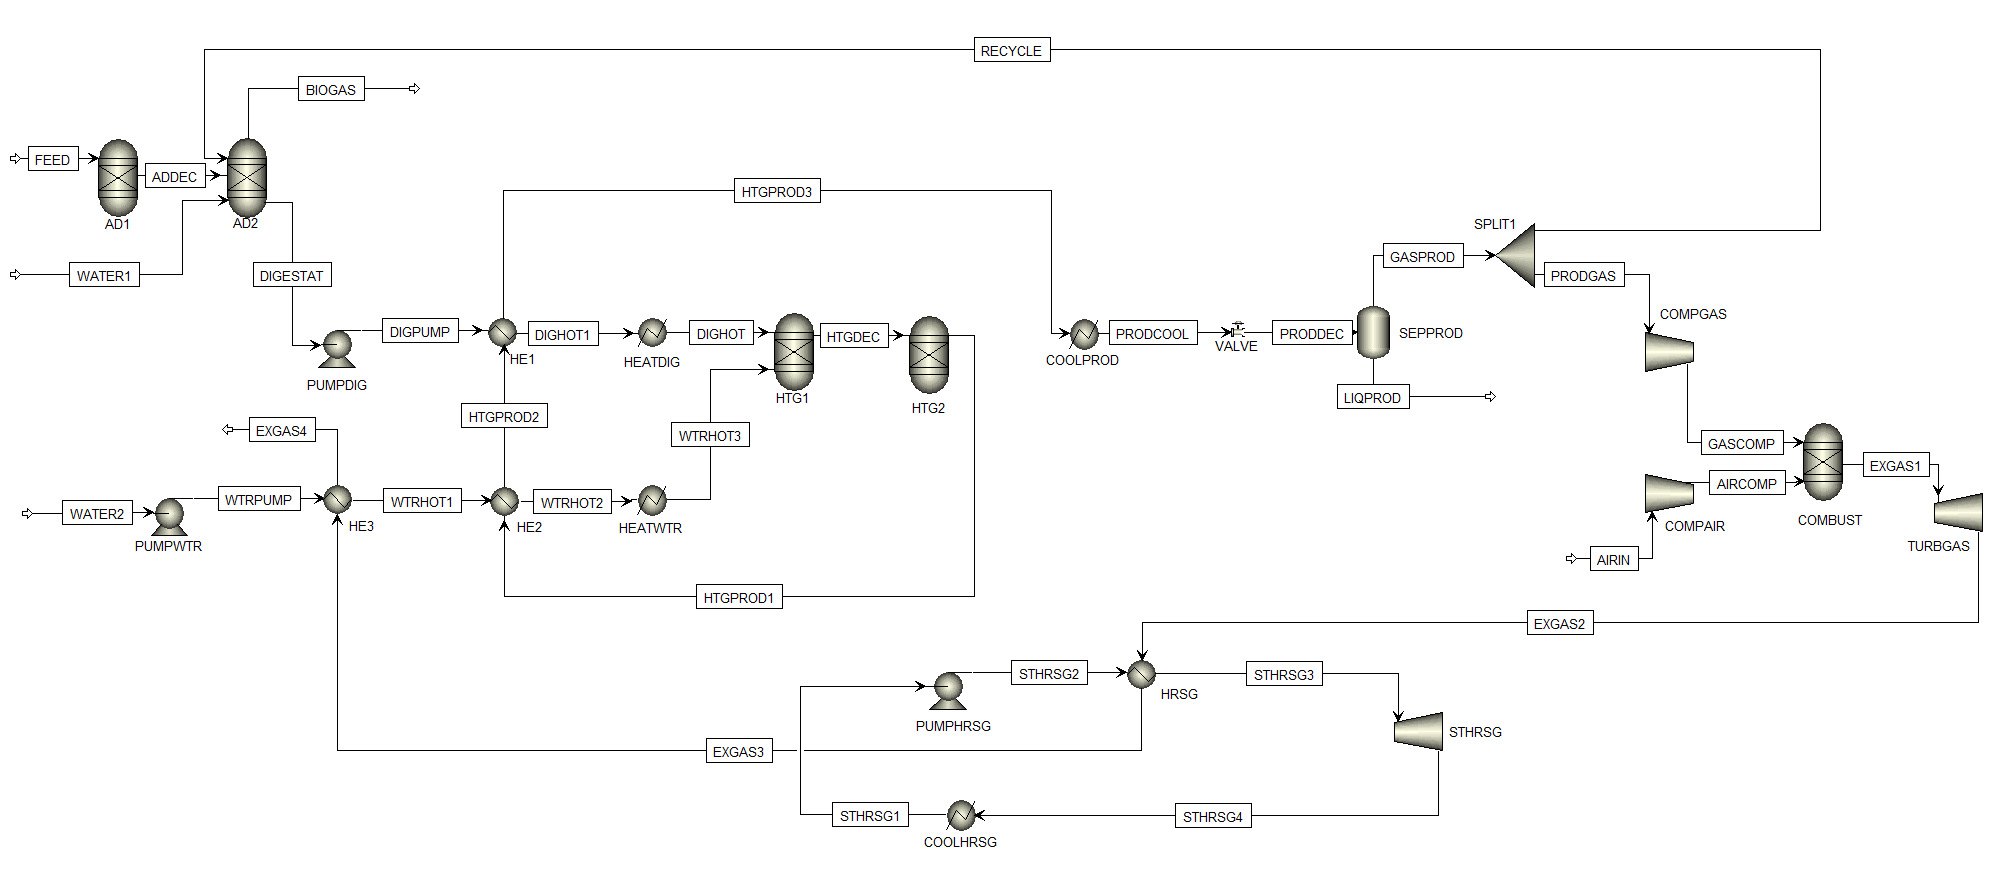 RECYCLE
BIOGAS
FEED
ADDEC
AD1
AD2
WATER1
DIGESTAT
HTGPROD3
SPLIT1
GASPROD
PRODGAS
COMPGAS
DIGPUMP
DIGHOT1
DIGHOT
HTGDEC
PRODCOOL
PRODDEC
SEPPROD
HE1
HEATDIG
COOLPROD
VALVE
PUMPDIG
HTG1
HTG2
LIQPROD
HTGPROD2
EXGAS4
WTRHOT3
GASCOMP
EXGAS1
AIRCOMP
WTRPUMP
WTRHOT1
WTRHOT2
WATER2
HE3
HE2
HEATWTR
COMPAIR
COMBUST
PUMPWTR
TURBGAS
AIRIN
HTGPROD1
EXGAS2
STHRSG2
STHRSG3
HRSG
PUMPHRSG
STHRSG
EXGAS3
STHRSG1
STHRSG4
COOLHRSG